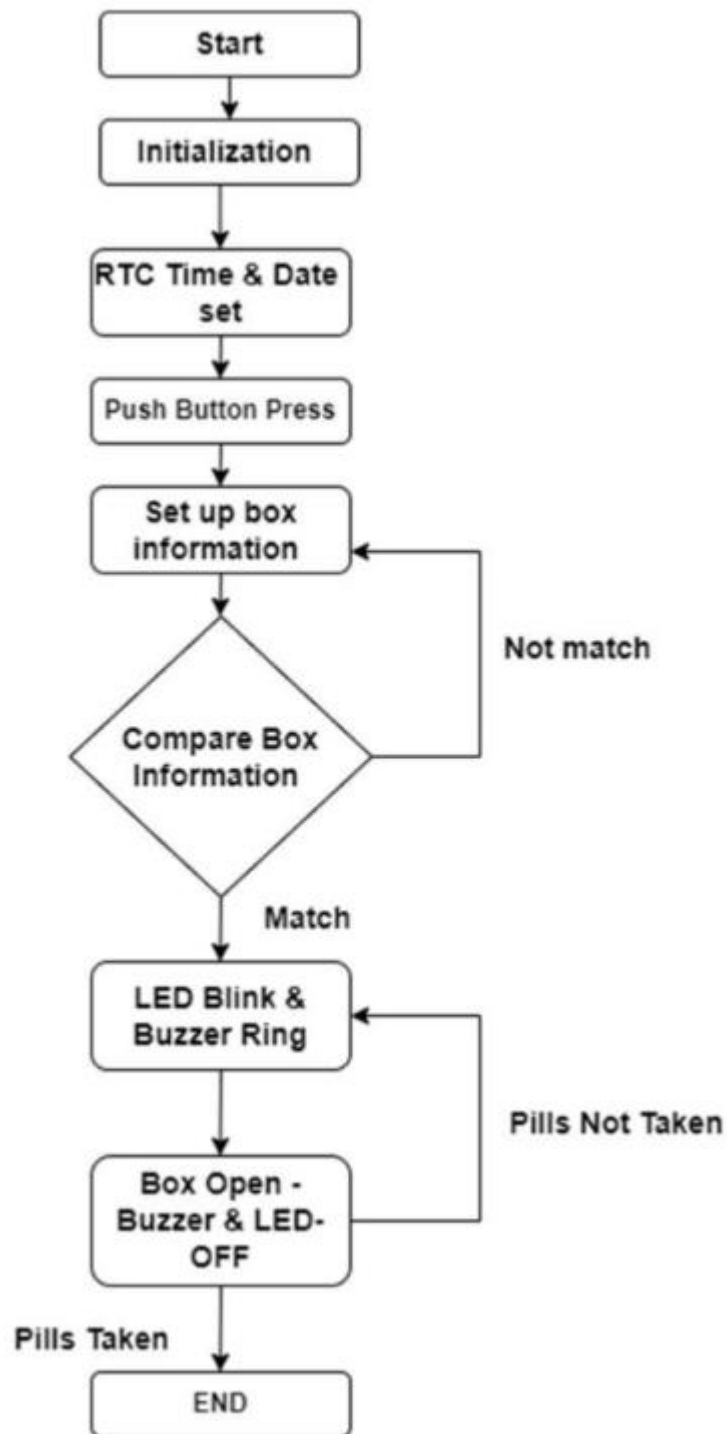 Start
Initialization
RTC Time & Date
set
Push Button Press
Set up box
information
Not match
Compare Box
Information
Match
LED Blink &
Buzzer Ring
Pills Not Taken
Box Open -
Buzzer & LED-
OFF
Pills Taken
END